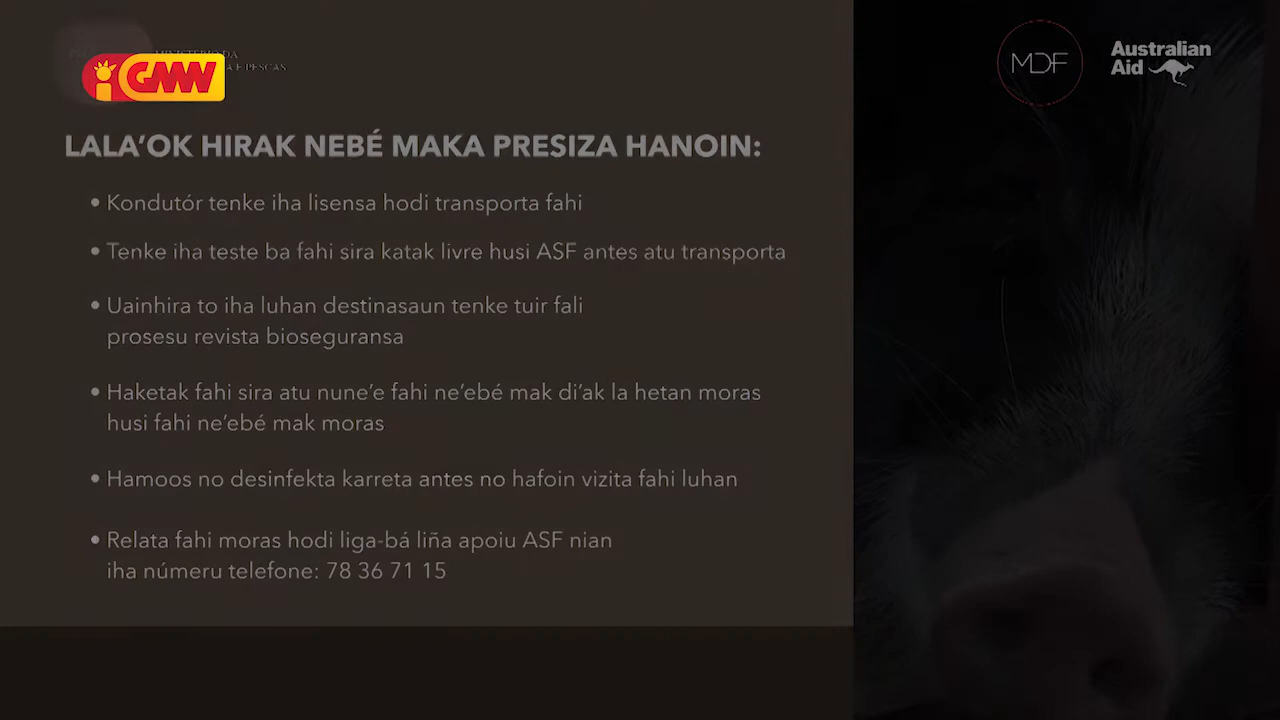 MINISTÉRIO DA
A E PESCAS
GMW
MDF
Australian
Aid
LALA’OK HIRAK NEBÉ MAKA PRESIZA HANOIN:
• Kondutór tenke iha lisensa hodi transporta fahi
• Tenke iha teste ba fahi sira katak livre husi ASF antes atu transporta
• Uainhira to iha luhan destinasaun tenke tuir fali
prosesu revista bioseguransa
• Haketak fahi sira atu nune’e fahi ne’ebé mak di’ak la hetan moras
husi fahi ne’ebé mak moras
• Hamoos no desinfekta karreta antes no hafoin vizita fahi luhan
• Relata fahi moras hodi liga-bá liña apoiu ASF nian
iha númeru telefone: 78 36 71 15